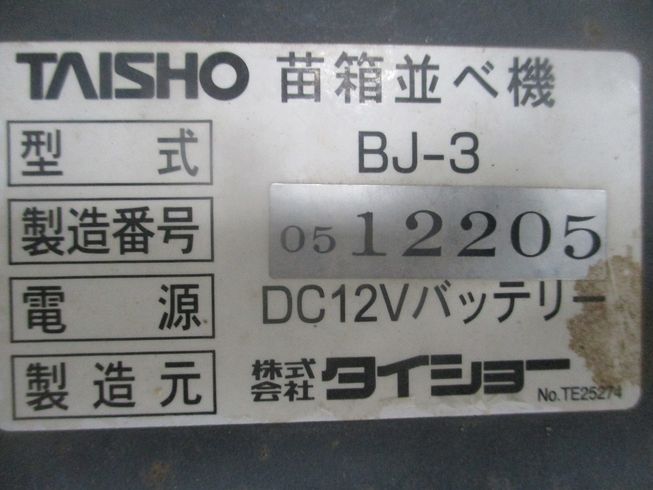 TAISHO 苗箱並べ機
型式 BJ-3
製造番号 0512205
電源 DC12Vバッテリー
製造元 株式会社 タイショー
No.TE25274